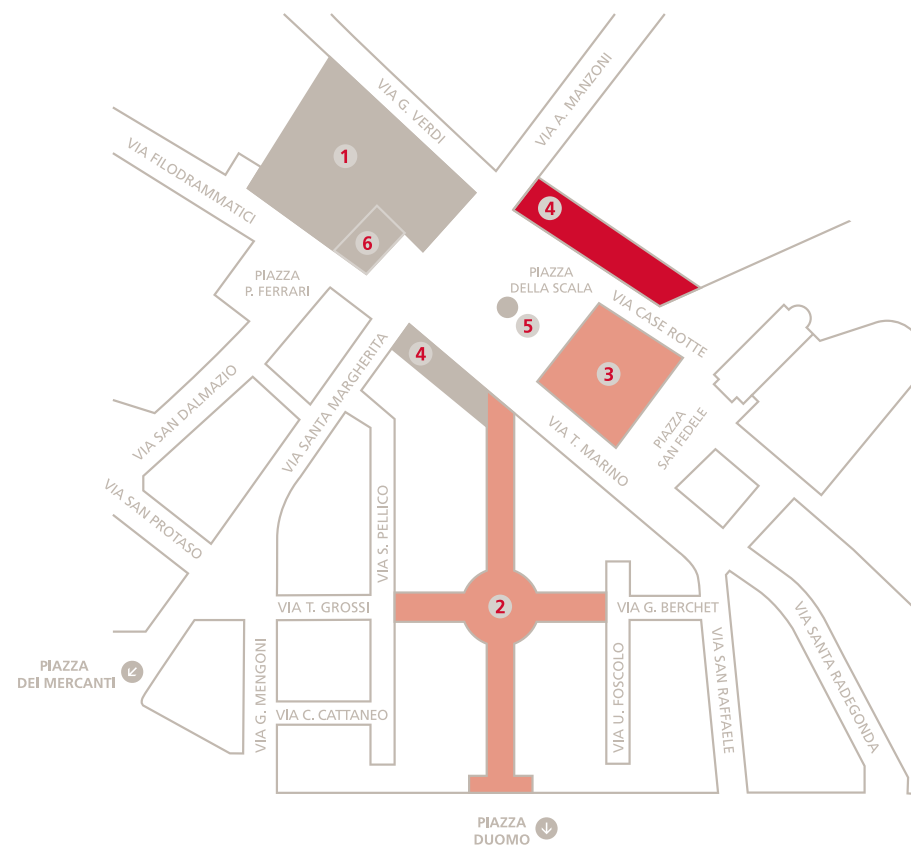 VIA G. VERDI
VIA A. MANZONI
1
VIA FILODRAMMATICI
4
6
PIAZZA
P. FERRARI
PIAZZA
DELLA SCALA
5
VIA CASE ROTTE
4
3
VIA SANTA MARGHERITA
VIA SAN DALMAZIO
VIA T. MARINO
PIAZZA
SAN FEDELE
VIA SAN PROTASO
VIA S. PELLICO
VIA T. GROSSI
2
VIA G. BERCHET
VIA SANTA RADEGONDA
VIA SAN RAFFAELE
VIA U. FOSCOLO
PIAZZA
DEI MERCANTI
VIA G. MENGONI
VIA C. CATTANEO
PIAZZA
DUOMO